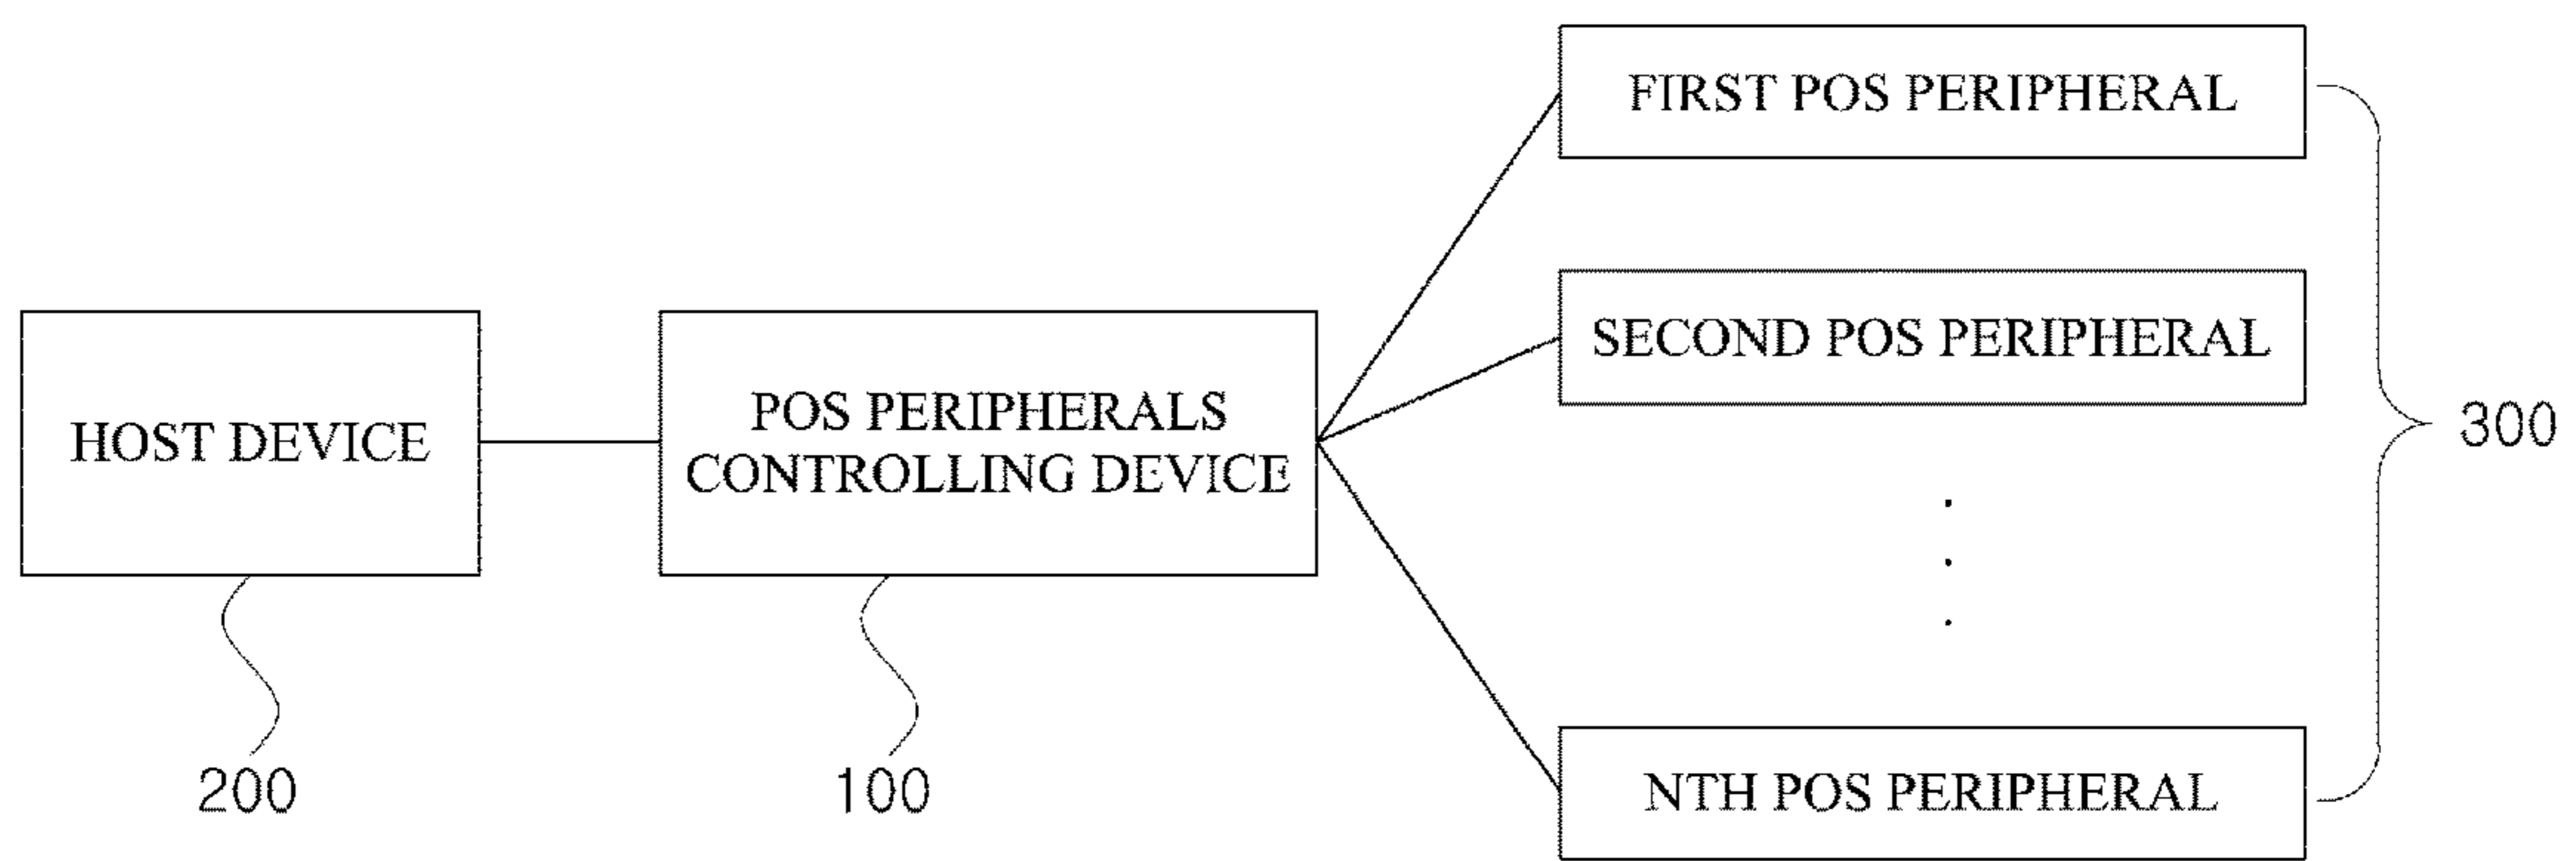 FIRST POS PERIPHERAL
SECOND POS PERIPHERAL
HOST DEVICE
POS PERIPHERALS
CONTROLLING DEVICE
300
NTH POS PERIPHERAL
200
100